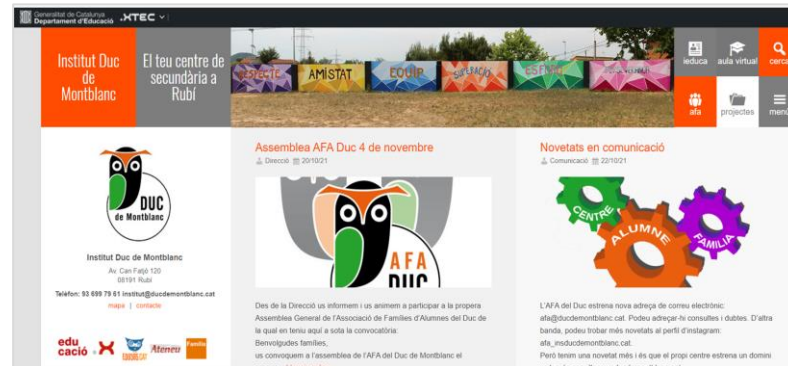 Generalitat de Catalunya
Departament d'Educació
XTEC
Institut Duc
de
Montblanc
El teu centre de
secundària a
Rubí
RESPECTE
AMISTAT
EQUIP
SUPERACIÓ
ESFORÇ
ieduca
aula virtual
cerca
afa
projectes
menú
DUC
de Montblanc
Institut Duc de Montblanc
Av. Can Fatjó 120
08191 Rubí
Telèfon: 93 699 79 61 institut@ducdemontblanc.cat
mapa | contacte
edu
cació
Ateneu
Família
Assemblea AFA Duc 4 de novembre
Direcció 20/10/21
AFA
DUC
Des de la Direcció us informem i us animem a participar a la propera
Assemblea General de l'Associació de Famílies d'Alumnes del Duc de
la qual en teniu aquí a sota la convocatòria:
Benvolgudes famílies,
us convoquem a l'assemblea de l'AFA del Duc de Montblanc el
Novetats en comunicació
Comunicació 22/10/21
CENTRE
ALUMNE
FAMILIA
L'AFA del Duc estrena nova adreça de correu electrònic:
afa@ducdemontblanc.cat. Podeu adreçar-hi consultes i dubtes. D'altra
banda, podeu trobar més novetats al perfil d'instagram:
afa_insducdemontblanc.cat.
Però tenim una novetat més i és que el propi centre estrena un domini